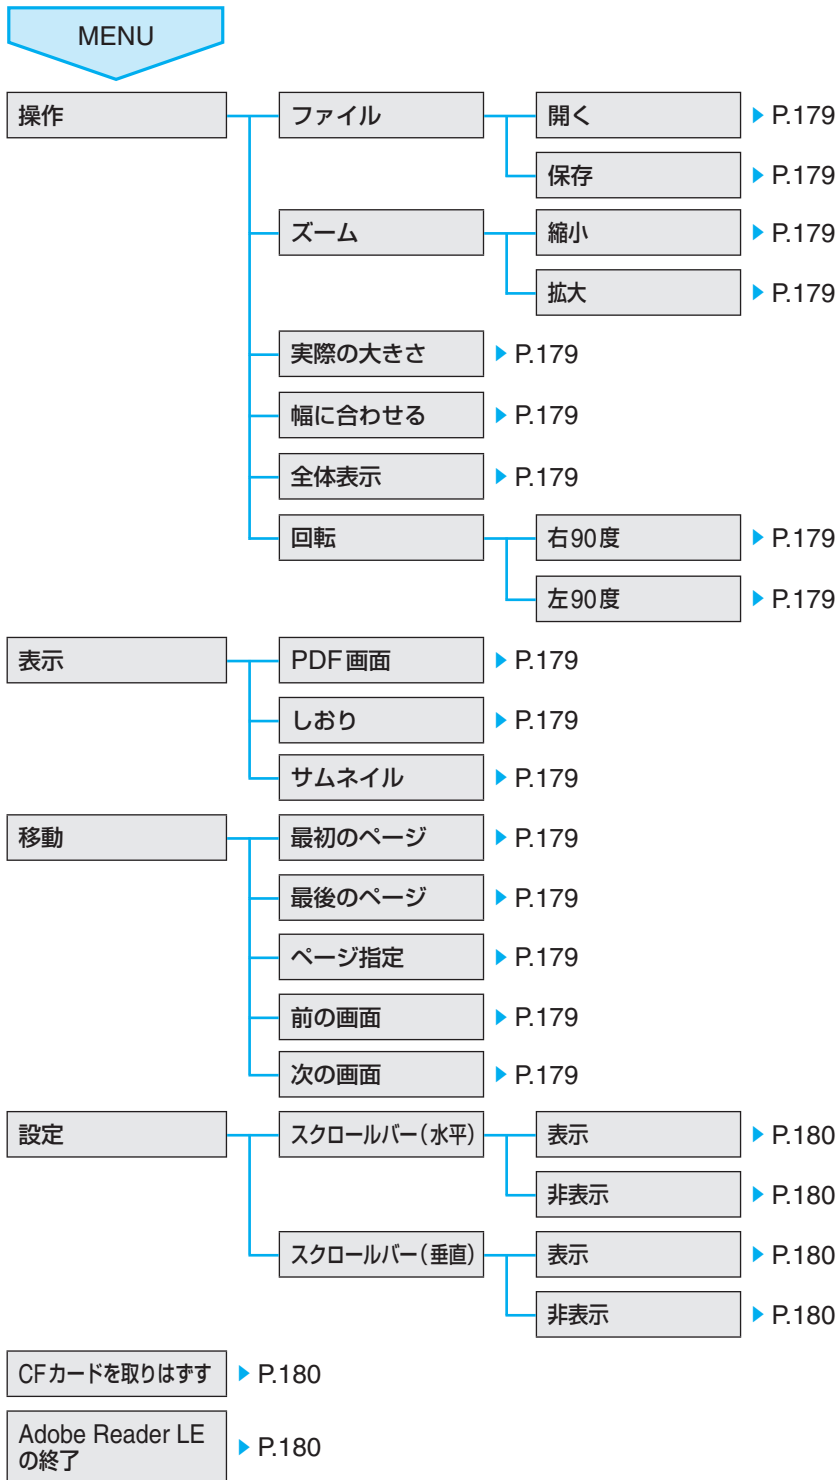 MENU
操作 ファイル 開く P.179
保存 P.179
ズーム 縮小 P.179
拡大 P.179
実際の大きさ P.179
幅に合わせる P.179
全体表示 P.179
回転 右90度 P.179
左90度 P.179
表示 PDF画面 P.179
しおり P.179
サムネイル P.179
移動 最初のページ P.179
最後のページ P.179
ページ指定 P.179
前の画面 P.179
次の画面 P.179
設定 スクロールバー(水平) 表示 P.180
非表示 P.180
スクロールバー(垂直) 表示 P.180
非表示 P.180
CFカードを取りはずす P.180
Adobe Reader LE
の終了 P.180